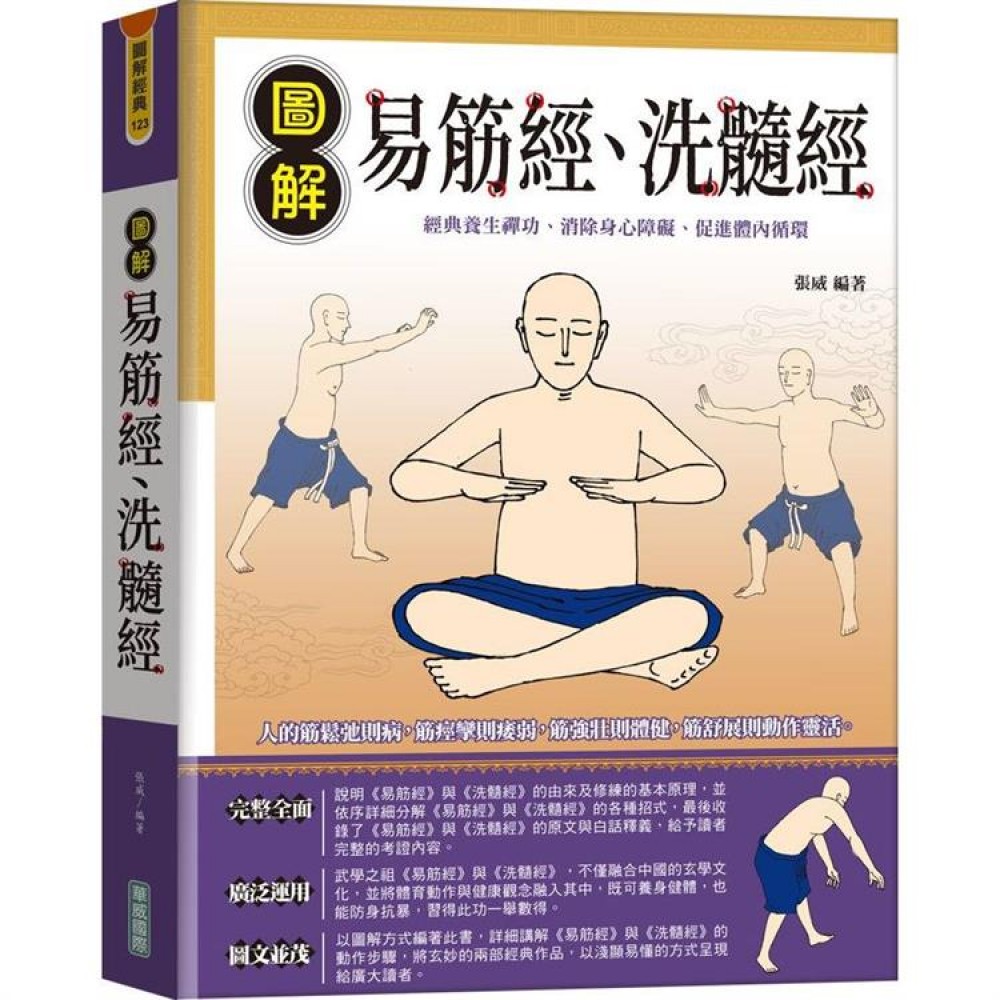 圖解經典
123
圖解
易筋經、洗髓經
張威/編著
華威國際
圖解
易筋經、洗髓經
經典養生禪功、消除身心障礙、促進體內循環
張威 編著
人的筋鬆弛則病，筋痙攣則痿弱，筋強壯則體健，筋舒展則動作靈活。
完整全面
說明《易筋經》與《洗髓經》的由來及修練的基本原理，並
依序詳細分解《易筋經》與《洗髓經》的各種招式，最後收
錄了《易筋經》與《洗髓經》的原文與白話釋義，給予讀者
完整的考證內容。
廣泛運用
武學之祖《易筋經》與《洗髓經》，不僅融合中國的玄學文
化，並將體育動作與健康觀念融入其中，既可養身健體，也
能防身抗暴，習得此功一舉數得。
圖文並茂
以圖解方式編著此書，詳細講解《易筋經》與《洗髓經》的
動作步驟，將玄妙的兩部經典作品，以淺顯易懂的方式呈現
給廣大讀者。